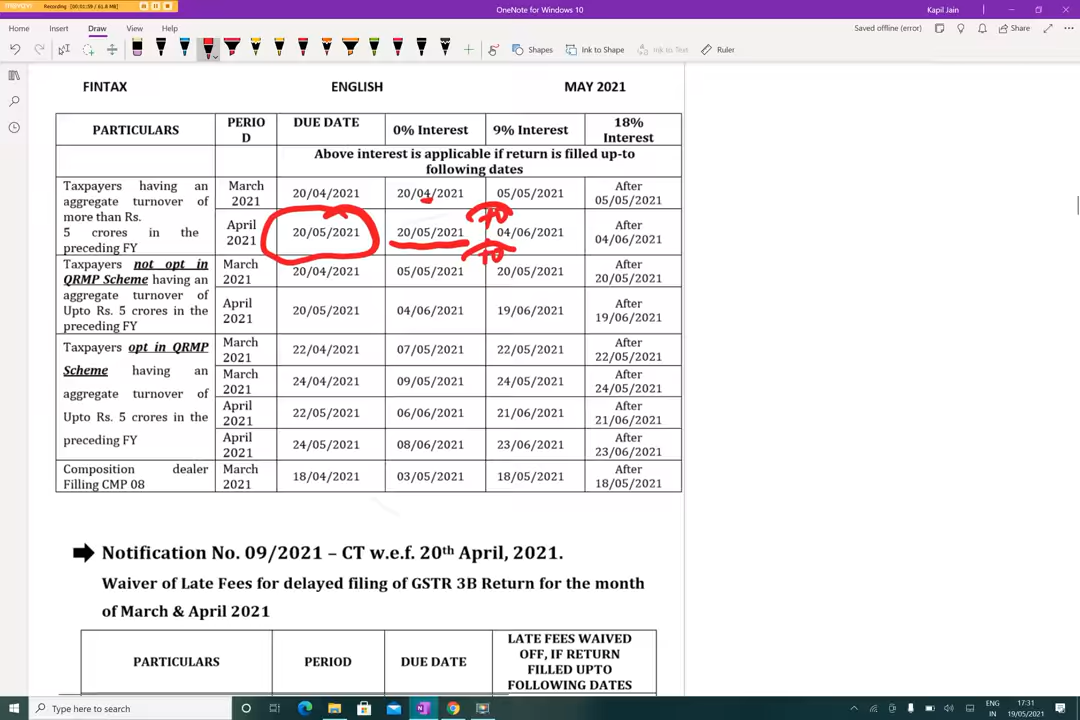 Recording [00:01:59/61.8 MB]
OneNote for Windows 10
Kapil Jain
Home Insert Draw View Help
Saved offline (error)
Share
Shapes Ink to Shape Ink to Text Ruler
FINTAX ENGLISH MAY 2021
PARTICULARS PERIO D DUE DATE 0% Interest 9% Interest 18% Interest
Above interest is applicable if return is filled up-to following dates
Taxpayers having an aggregate turnover of more than Rs. 5 crores in the preceding FY
March 2021 20/04/2021 20/04/2021 05/05/2021 After 05/05/2021
April 2021 20/05/2021 20/05/2021 04/06/2021 After 04/06/2021
Taxpayers not opt in QRMP Scheme having an aggregate turnover of Upto Rs. 5 crores in the preceding FY
March 2021 20/04/2021 05/05/2021 20/05/2021 After 20/05/2021
April 2021 20/05/2021 04/06/2021 19/06/2021 After 19/06/2021
Taxpayers opt in QRMP Scheme having an aggregate turnover of Upto Rs. 5 crores in the preceding FY
March 2021 22/04/2021 07/05/2021 22/05/2021 After 22/05/2021
March 2021 24/04/2021 09/05/2021 24/05/2021 After 24/05/2021
April 2021 22/05/2021 06/06/2021 21/06/2021 After 21/06/2021
April 2021 24/05/2021 08/06/2021 23/06/2021 After 23/06/2021
Composition dealer Filling CMP 08
March 2021 18/04/2021 03/05/2021 18/05/2021 After 18/05/2021
Notification No. 09/2021 – CT w.e.f. 20th April, 2021.
Waiver of Late Fees for delayed filing of GSTR 3B Return for the month
of March & April 2021
PARTICULARS PERIOD DUE DATE LATE FEES WAIVED OFF, IF RETURN FILLED UPTO FOLLOWING DATES
Type here to search
ENG IN
17:31
19/05/2021